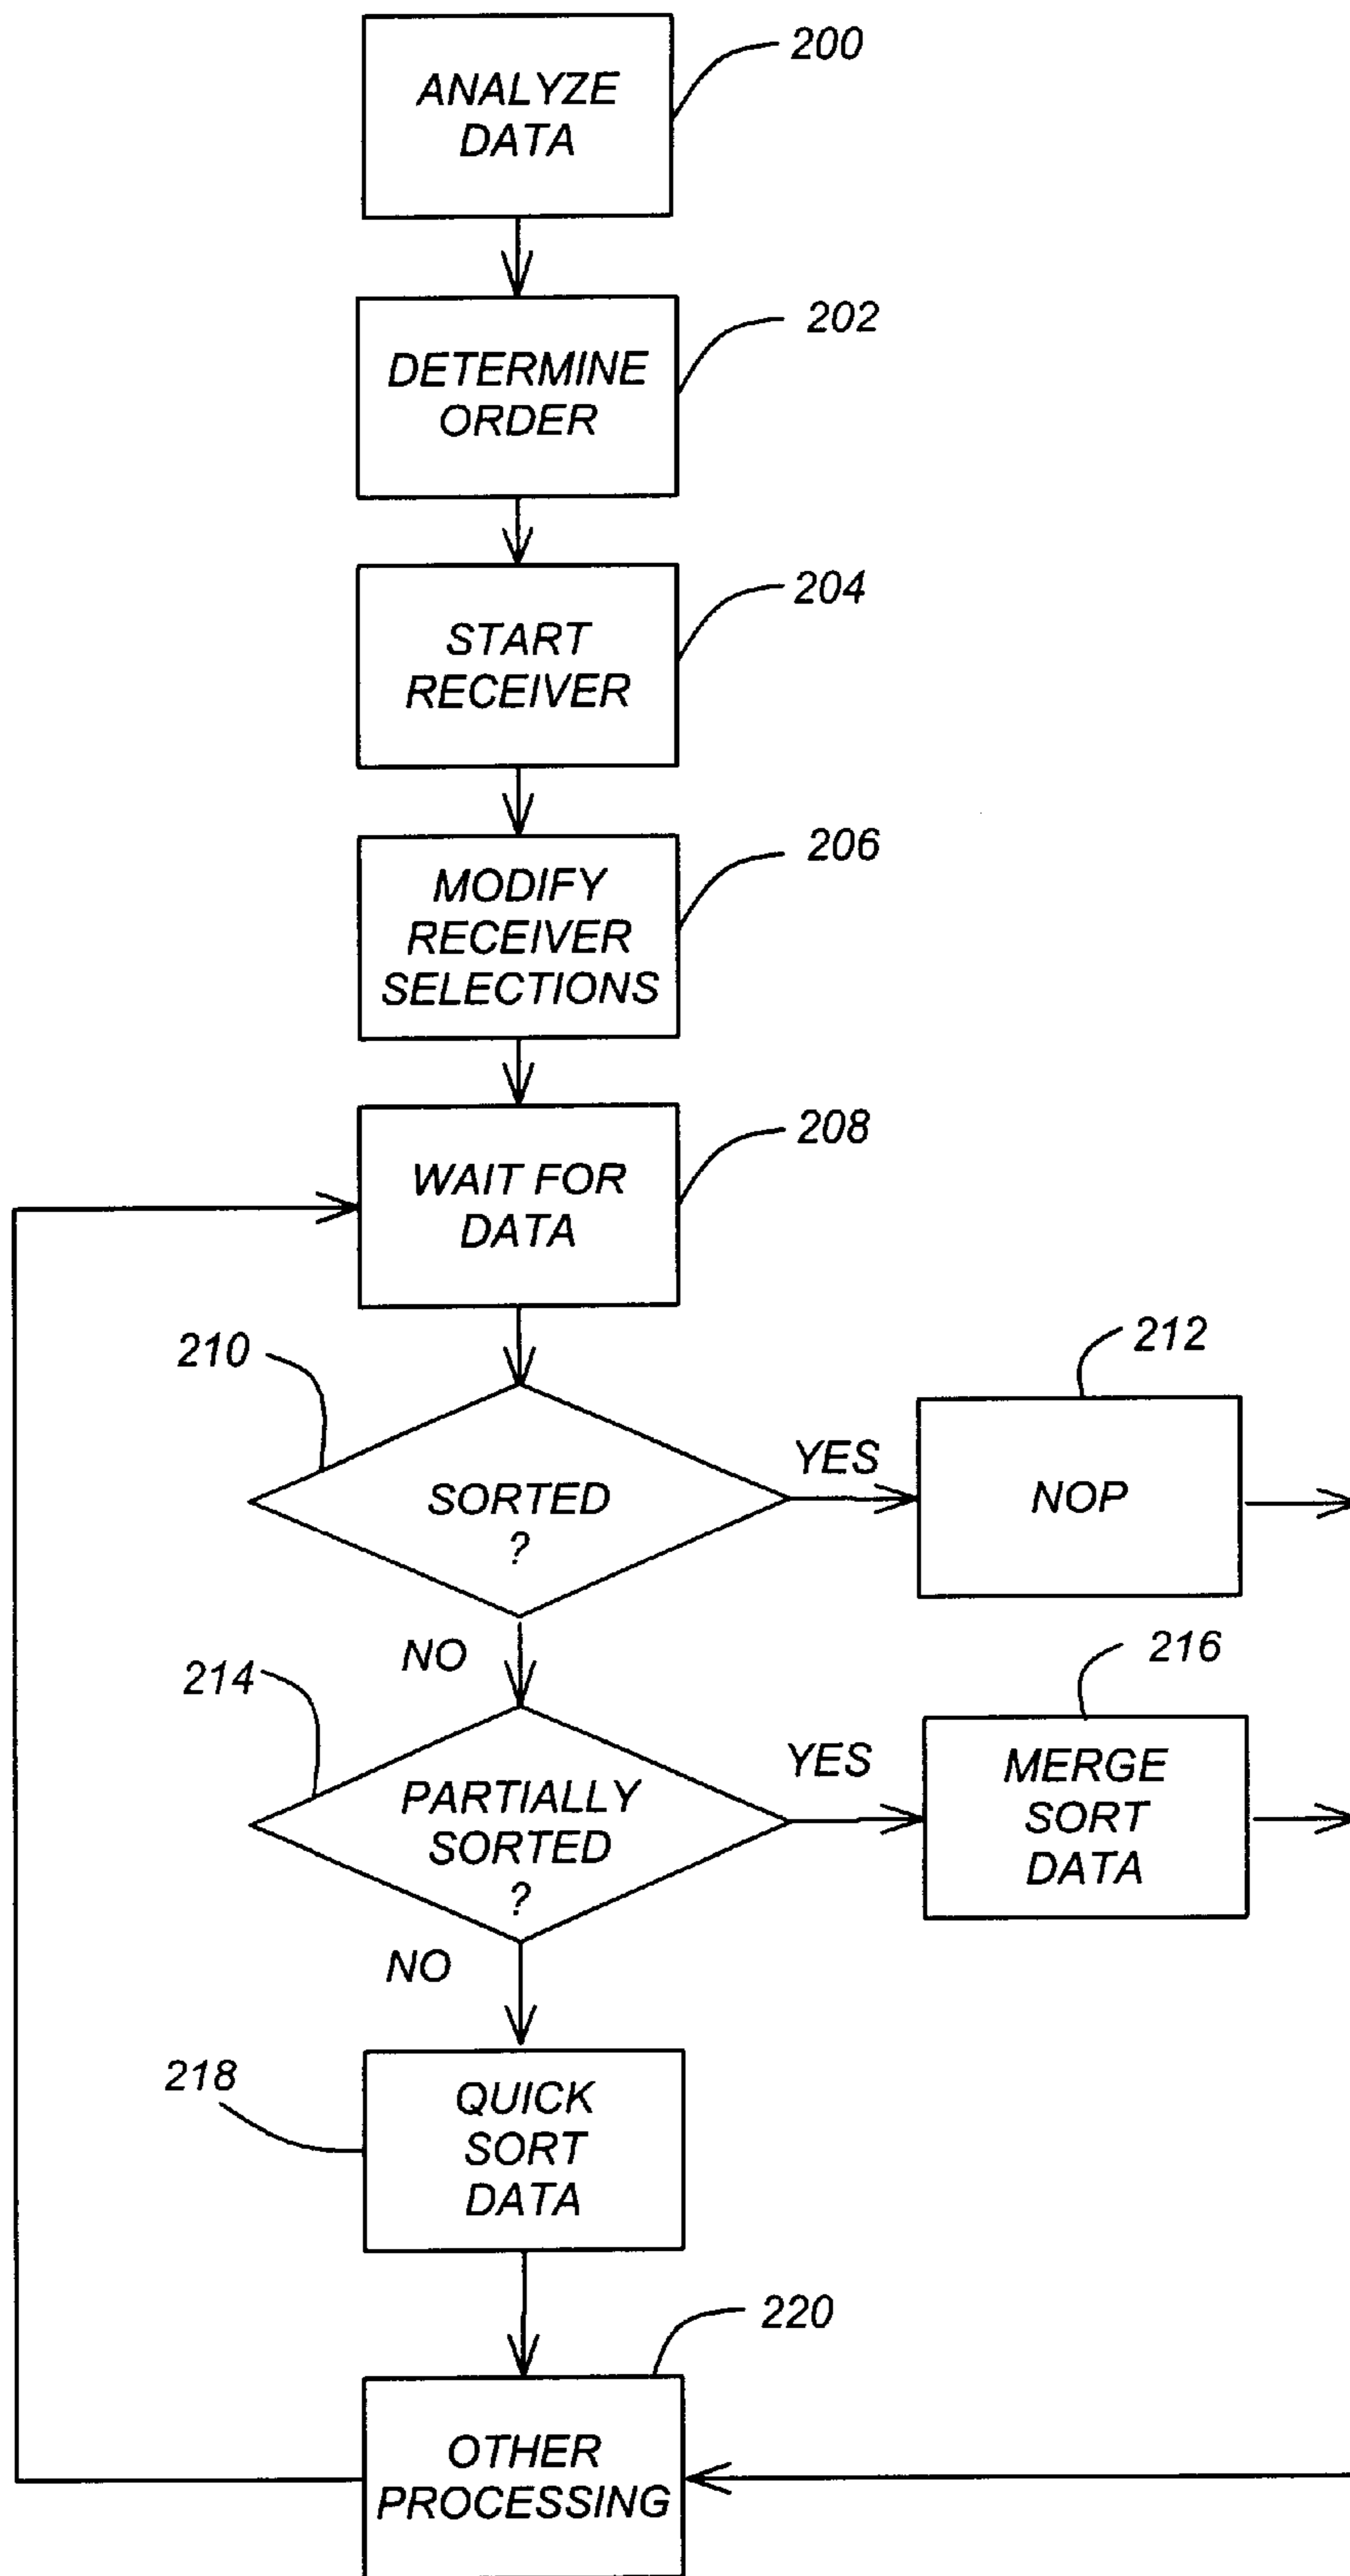 200
ANALYZE
DATA
202
DETERMINE
ORDER
204
START
RECEIVER
206
MODIFY
RECEIVER
SELECTIONS
208
WAIT FOR
DATA
210
SORTED
?
YES
212
NOP
NO
214
PARTIALLY
SORTED
?
YES
216
MERGE
SORT
DATA
NO
218
QUICK
SORT
DATA
220
OTHER
PROCESSING